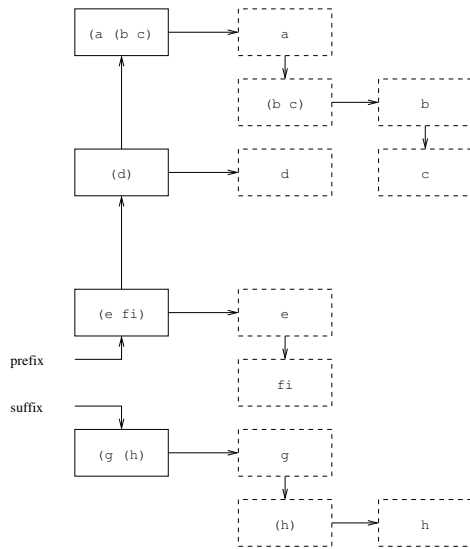 (a (b c)
a
(b c)
b
(d)
d
c
(e fi)
e
prefix
fi
suffix
(g (h)
g
(h)
h